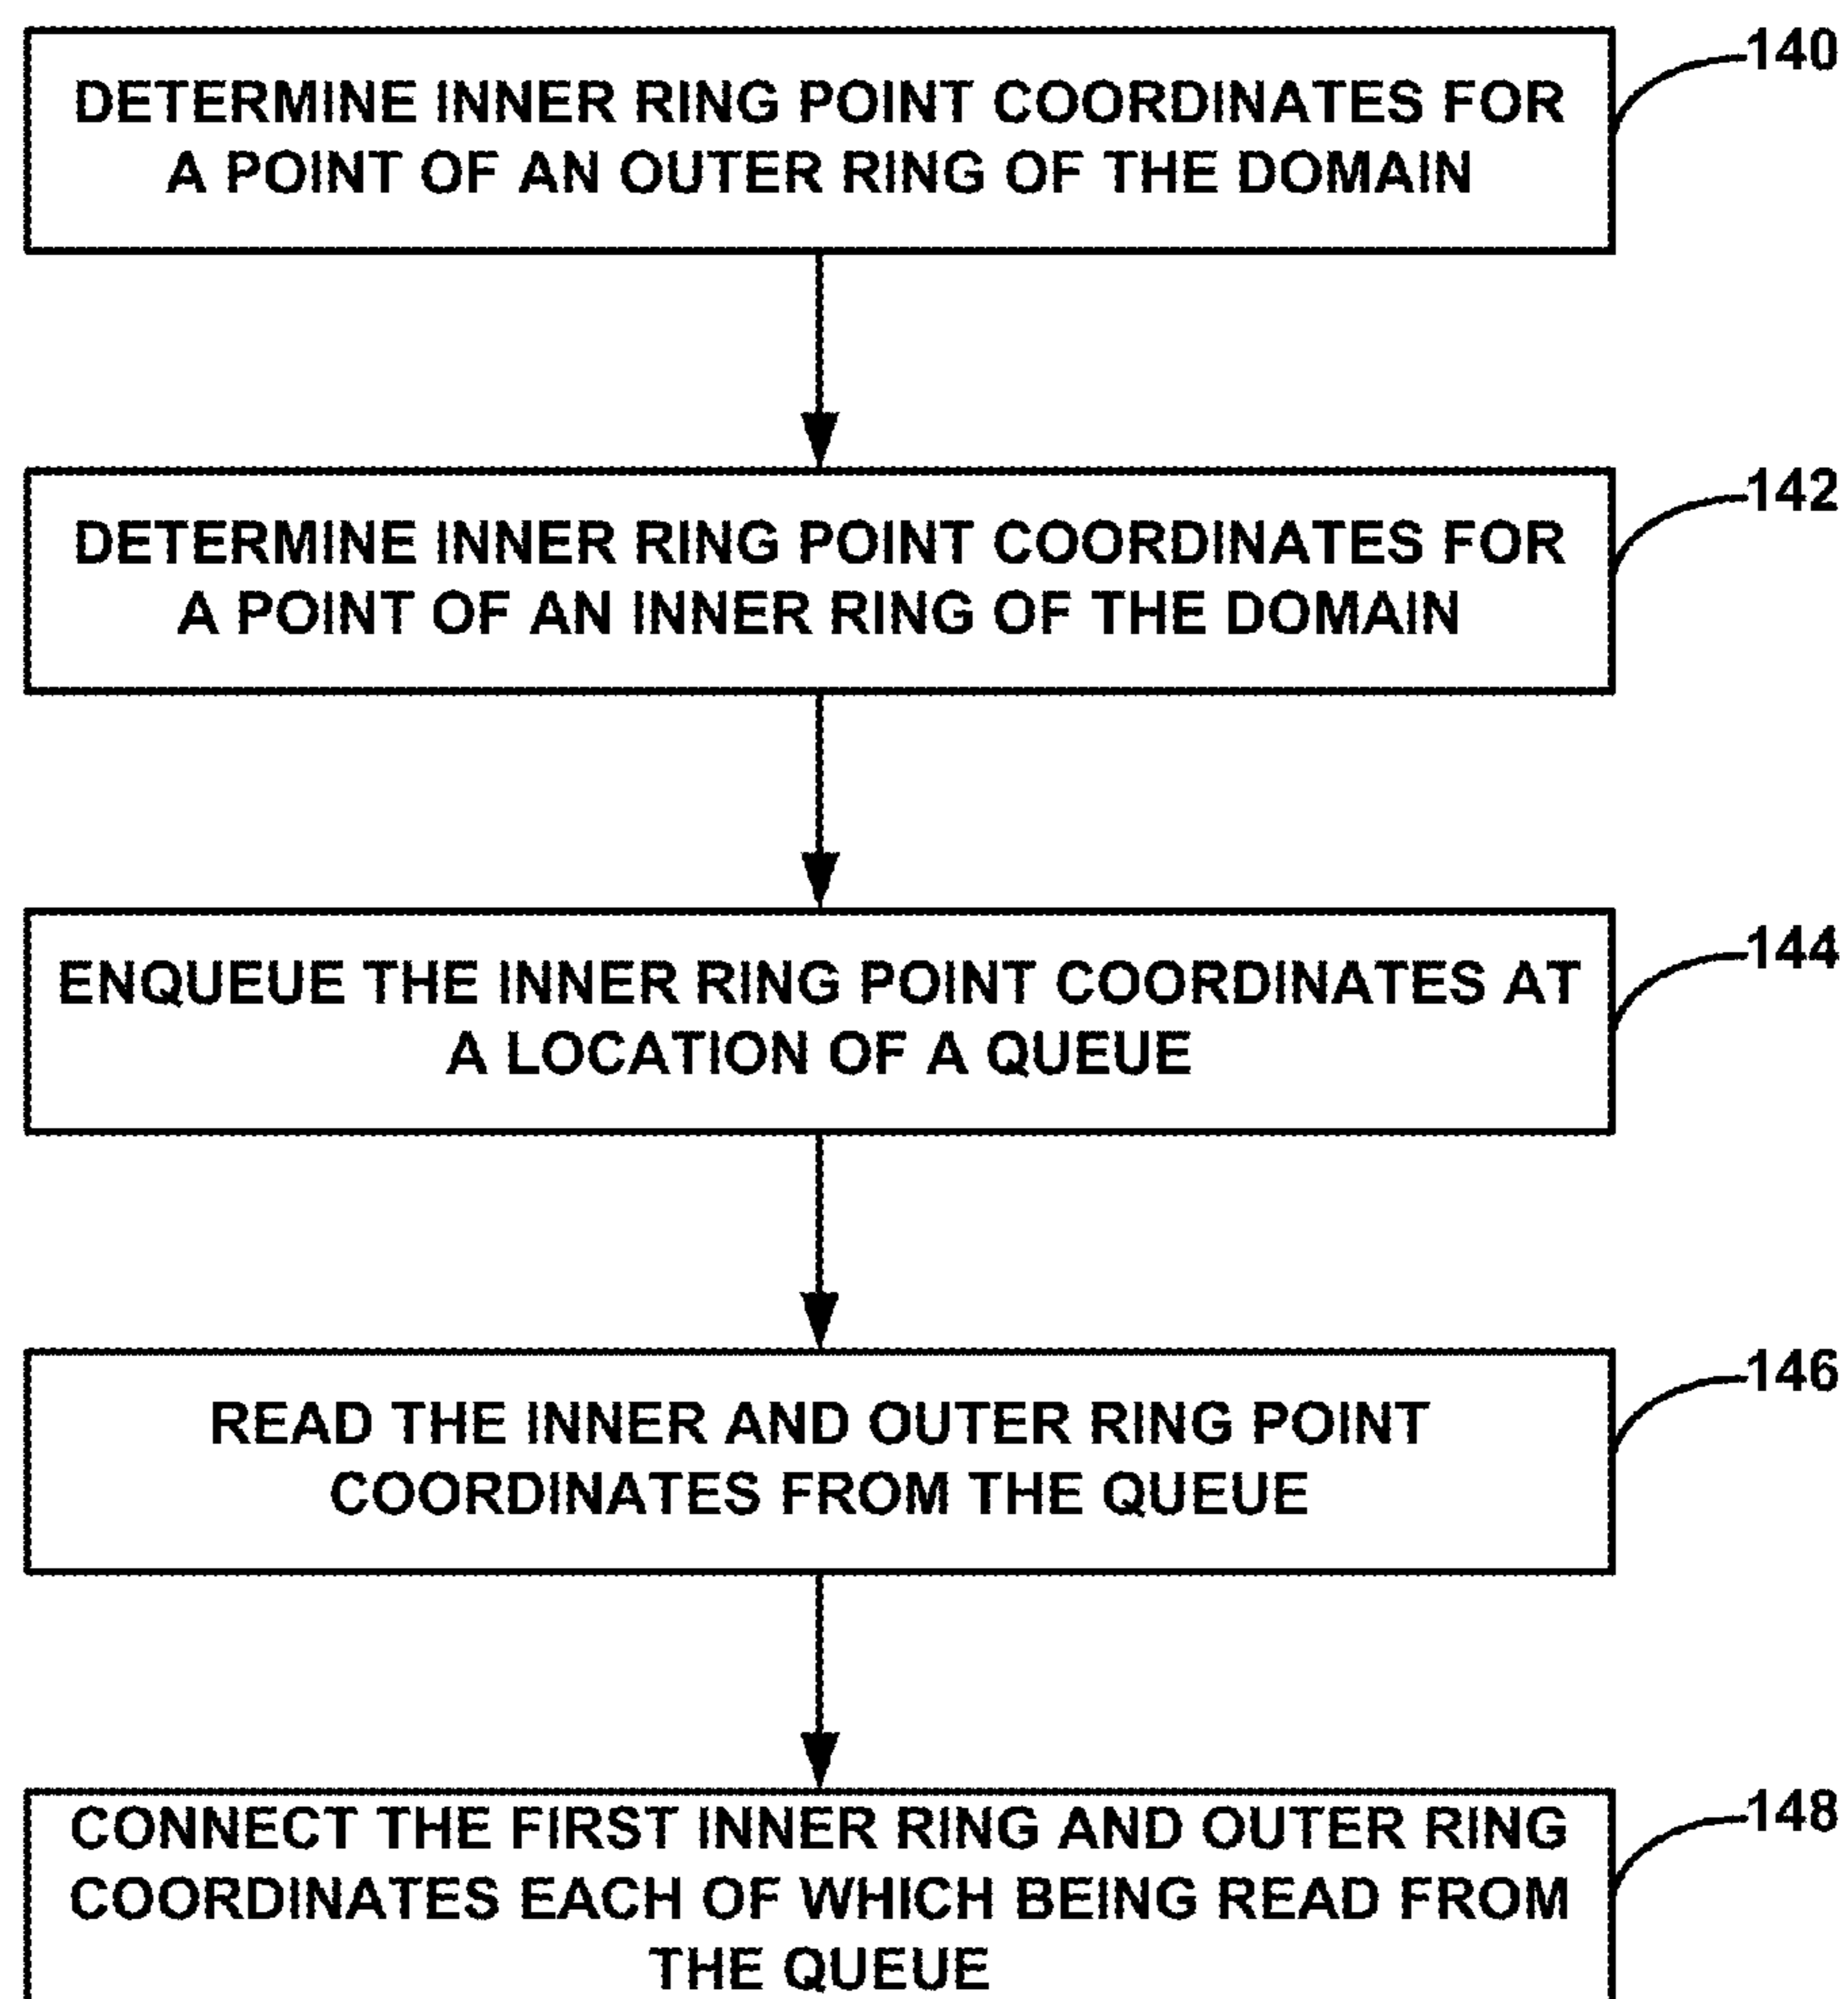 140
DETERMINE INNER RING POINT COORDINATES FOR
A POINT OF AN OUTER RING OF THE DOMAIN
142
DETERMINE INNER RING POINT COORDINATES FOR
A POINT OF AN INNER RING OF THE DOMAIN
144
ENQUEUE THE INNER RING POINT COORDINATES AT
A LOCATION OF A QUEUE
146
READ THE INNER AND OUTER RING POINT
COORDINATES FROM THE QUEUE
148
CONNECT THE FIRST INNER RING AND OUTER RING
COORDINATES EACH OF WHICH BEING READ FROM
THE QUEUE